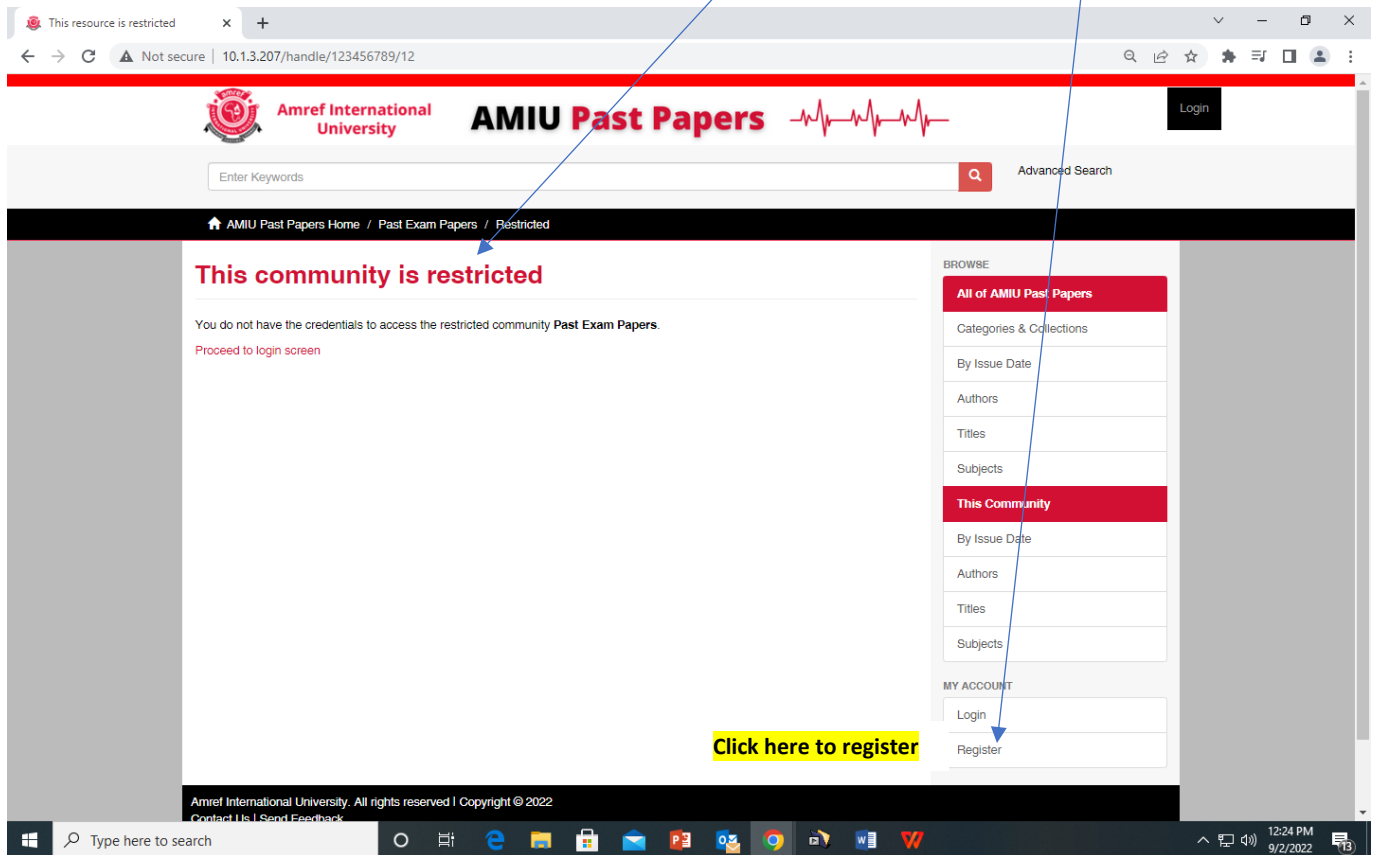 This resource is restricted
Not secure | 10.1.3.207/handle/123456789/12
Amref International
University
AMIU Past Papers
Login
Enter Keywords
Advanced Search
AMIU Past Papers Home / Past Exam Papers / Restricted
This community is restricted
You do not have the credentials to access the restricted community Past Exam Papers.
Proceed to login screen
BROWSE
All of AMIU Past Papers
Categories & Collections
By Issue Date
Authors
Titles
Subjects
This Community
By Issue Date
Authors
Titles
Subjects
MY ACCOUNT
Login
Click here to register
Register
Amref International University. All rights reserved | Copyright © 2022
Contact Us | Send Feedback
Type here to search
12:24 PM
9/2/2022
13